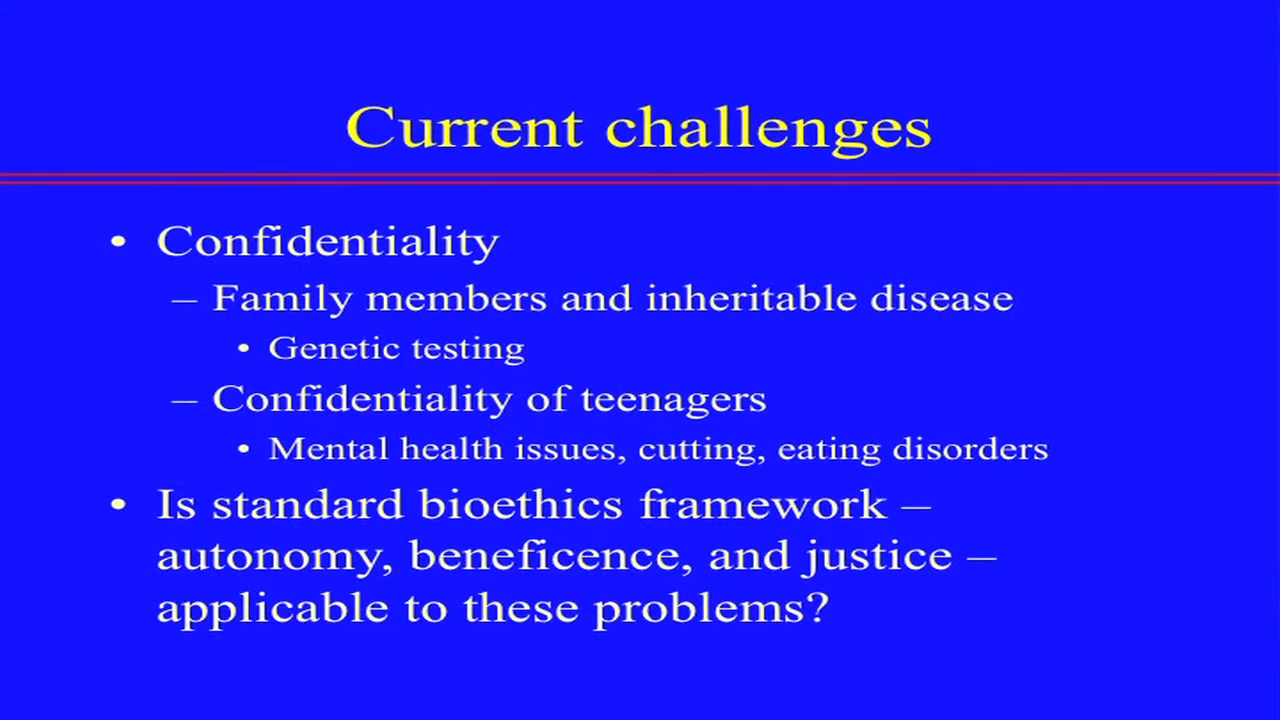 Current challenges
• Confidentiality
– Family members and inheritable disease
• Genetic testing
– Confidentiality of teenagers
• Mental health issues, cutting, eating disorders
• Is standard bioethics framework –
autonomy, beneficence, and justice –
applicable to these problems?